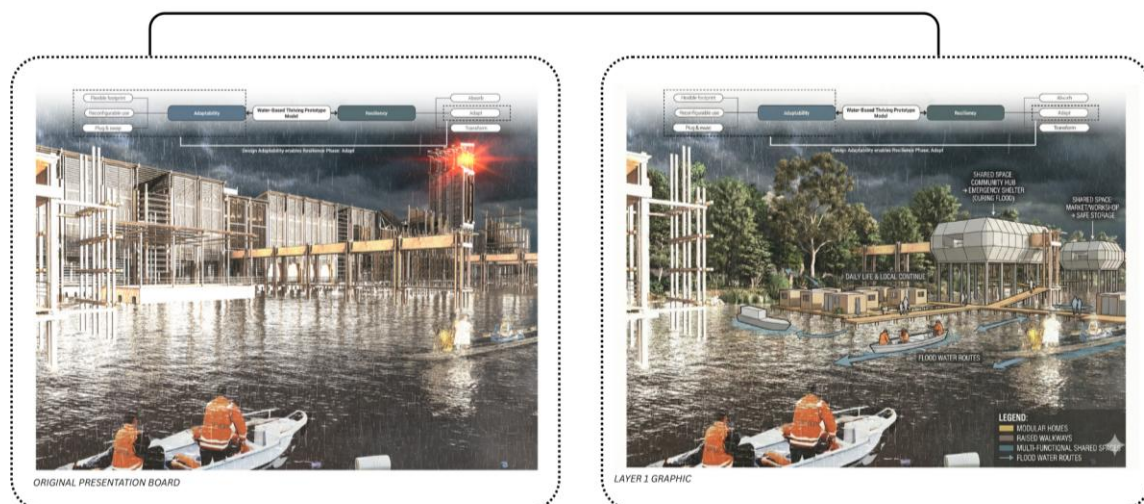 Flexible footprint
Reconfigurable use
Plug & swap
Adaptability
Water-Based Thriving Prototype
Model
Resiliency
Absorb
Adapt
Transform
Design Adaptability enables Resiliency Phase: Adapt
ORIGINAL PRESENTATION BOARD
Flexible footprint
Reconfigurable use
Plug & swap
Adaptability
Water-Based Thriving Prototype
Model
Resiliency
Absorb
Adapt
Transform
Design Adaptability enables Resiliency Phase: Adapt
SHARED SPACE
COMMUNITY HUB
→ EMERGENCY SHELTER
(DURING FLOOD)
SHARED SPACE
MARKET/WORKSHOP
→ SAFE STORAGE
DAILY LIFE & LOCAL CONTINUE
FLOOD WATER ROUTES
LEGEND:
MODULAR HOMES
RAISED WALKWAYS
MULTI-FUNCTIONAL SHARED SPACES
FLOOD WATER ROUTES
LAYER 1 GRAPHIC